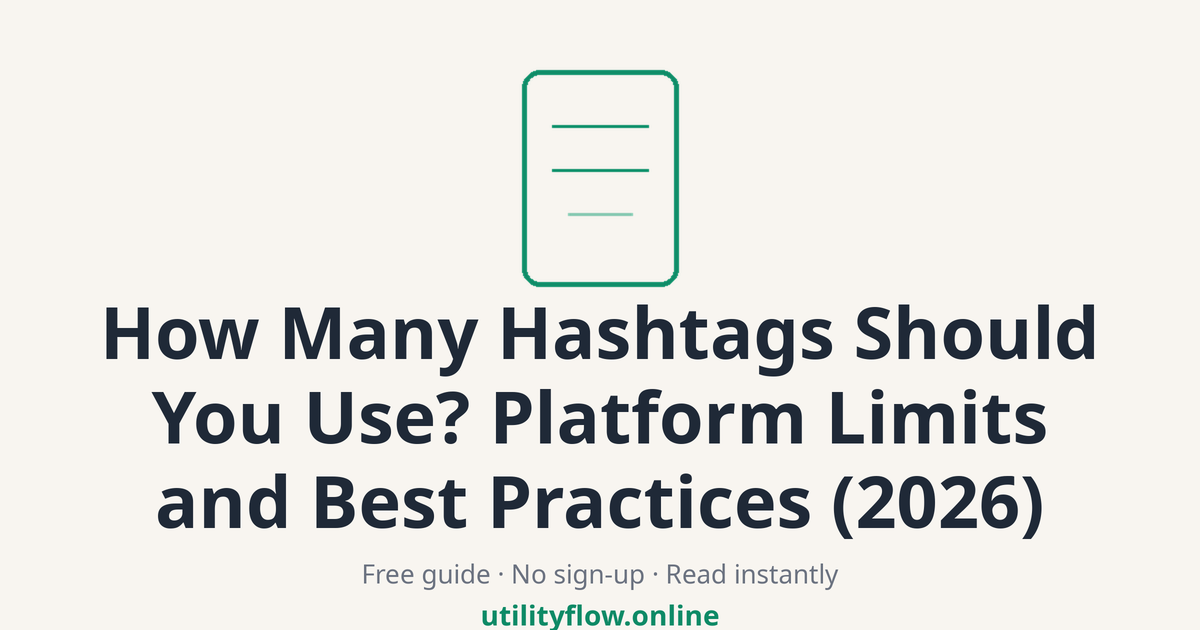 How Many Hashtags Should
You Use? Platform Limits
and Best Practices (2026)
Free guide · No sign-up · Read instantly
utilityflow.online